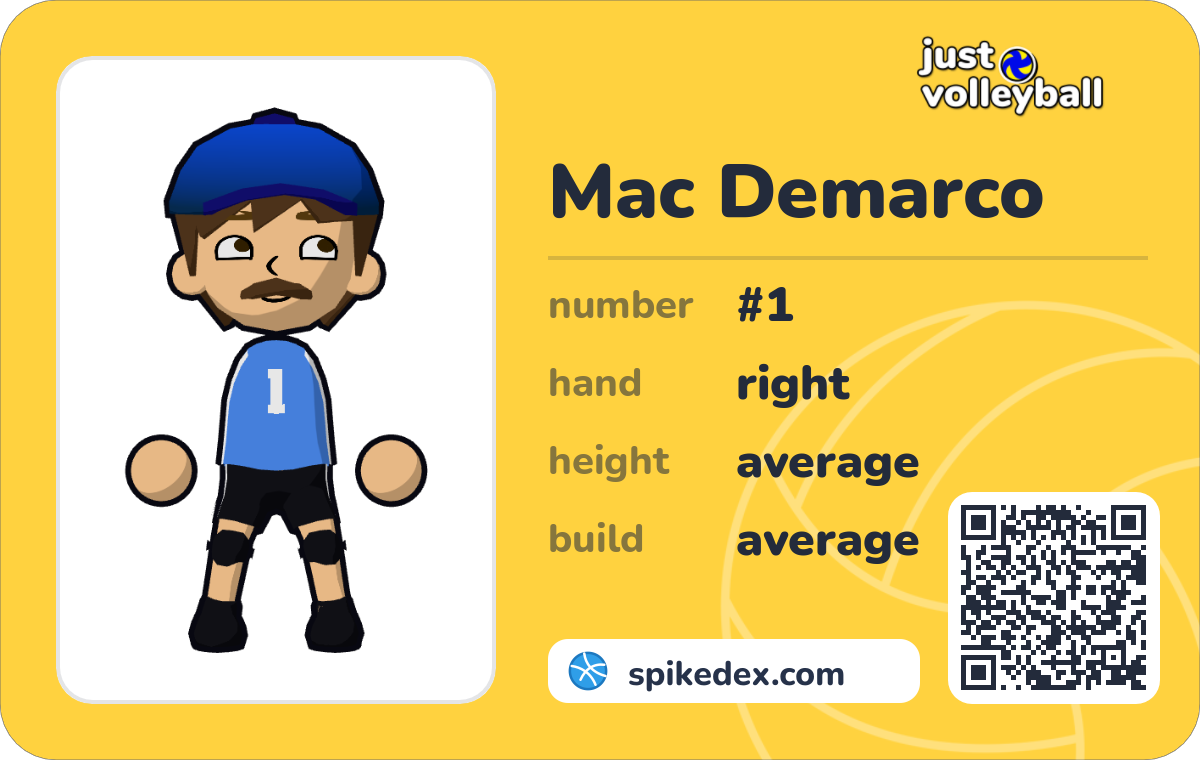 just
volleyball
Mac Demarco
number #1
hand right
height average
build average
1
spikedex.com